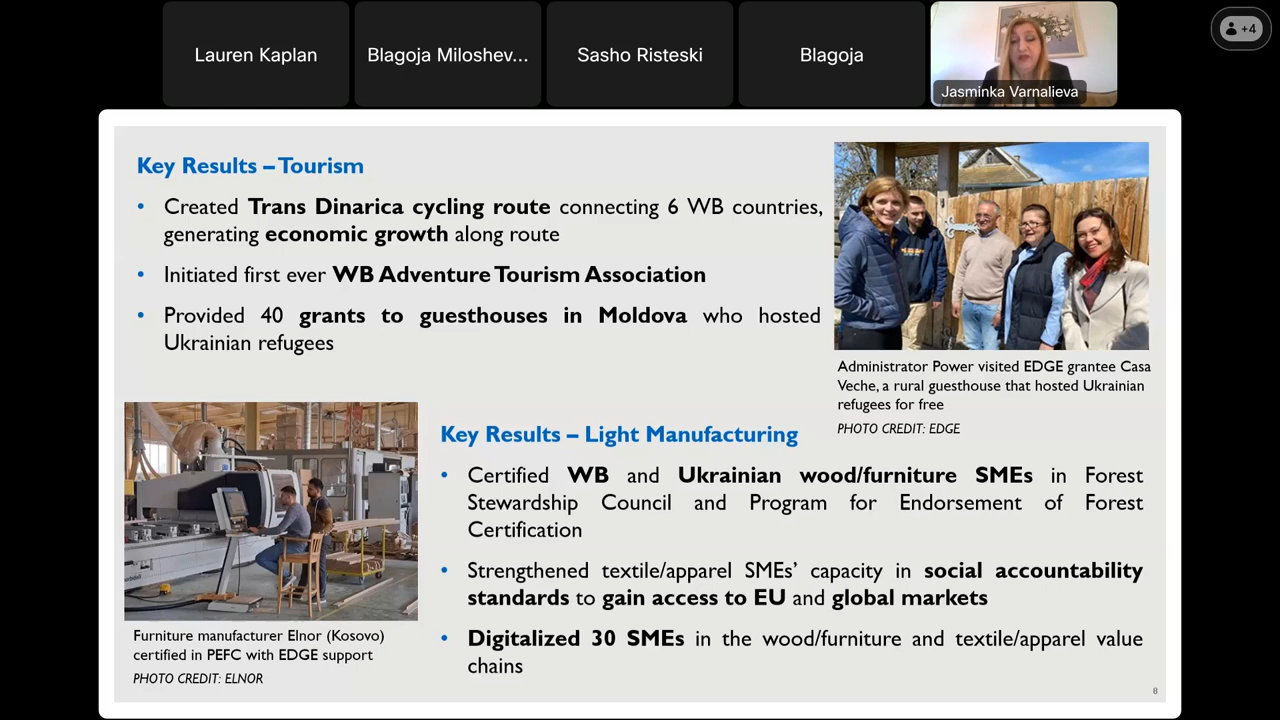 Lauren Kaplan
Blagoja Miloshev...
Sasho Risteski
Blagoja
Jasminka Varnalieva
+4
Key Results – Tourism
• Created Trans Dinarica cycling route connecting 6 WB countries,
generating economic growth along route
• Initiated first ever WB Adventure Tourism Association
• Provided 40 grants to guesthouses in Moldova who hosted
Ukrainian refugees
Administrator Power visited EDGE grantee Casa
Veche, a rural guesthouse that hosted Ukrainian
refugees for free
PHOTO CREDIT: EDGE
Key Results – Light Manufacturing
• Certified WB and Ukrainian wood/furniture SMEs in Forest
Stewardship Council and Program for Endorsement of Forest
Certification
• Strengthened textile/apparel SMEs’ capacity in social accountability
standards to gain access to EU and global markets
• Digitalized 30 SMEs in the wood/furniture and textile/apparel value
chains
Furniture manufacturer Elnor (Kosovo)
certified in PEFC with EDGE support
PHOTO CREDIT: ELNOR
8